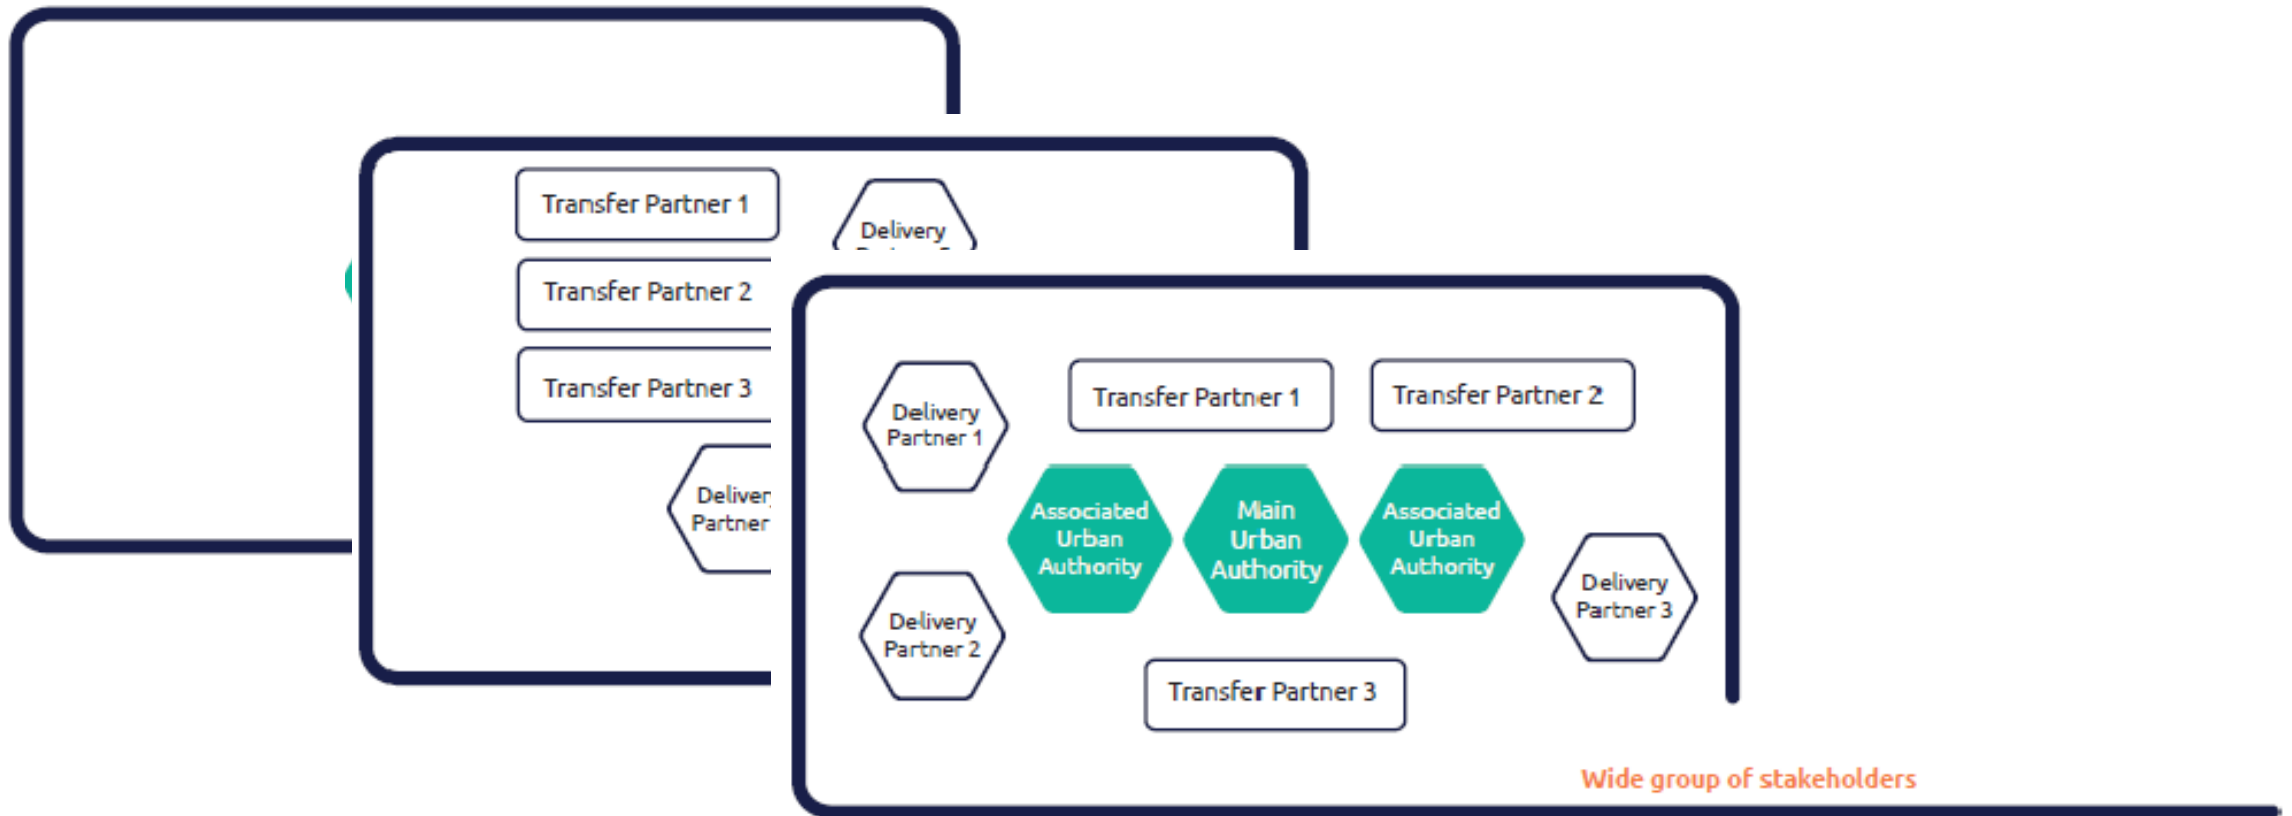 Transfer Partner 1
Delivery
Transfer Partner 2
Transfer Partner 3
Partner
Delivery
Partner 1
Transfer Partner 1
Transfer Partner 2
Associated
Urban
Authority
Main
Urban
Authority
Associated
Urban
Authority
Delivery
Partner 2
Delivery
Partner 3
Transfer Partner 3
Wide group of stakeholders